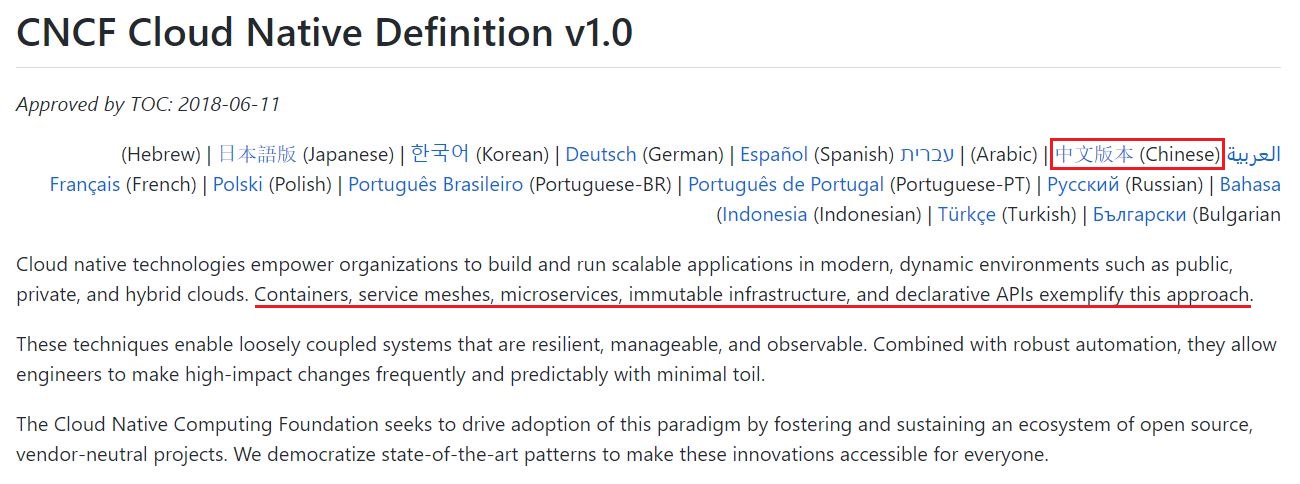 CNCF Cloud Native Definition v1.0
Approved by TOC: 2018-06-11
(Hebrew) | 日本語版 (Japanese) | 한국어 (Korean) | Deutsch (German) | Español (Spanish) עברית | (Arabic) | 中文版本 (Chinese) العربية
Français (French) | Polski (Polish) | Português Brasileiro (Portuguese-BR) | Português de Portugal (Portuguese-PT) | Русский (Russian) | Bahasa
(Indonesia (Indonesian) | Türkçe (Turkish) | Български (Bulgarian
Cloud native technologies empower organizations to build and run scalable applications in modern, dynamic environments such as public,
private, and hybrid clouds. Containers, service meshes, microservices, immutable infrastructure, and declarative APIs exemplify this approach.
These techniques enable loosely coupled systems that are resilient, manageable, and observable. Combined with robust automation, they allow
engineers to make high-impact changes frequently and predictably with minimal toil.
The Cloud Native Computing Foundation seeks to drive adoption of this paradigm by fostering and sustaining an ecosystem of open source,
vendor-neutral projects. We democratize state-of-the-art patterns to make these innovations accessible for everyone.